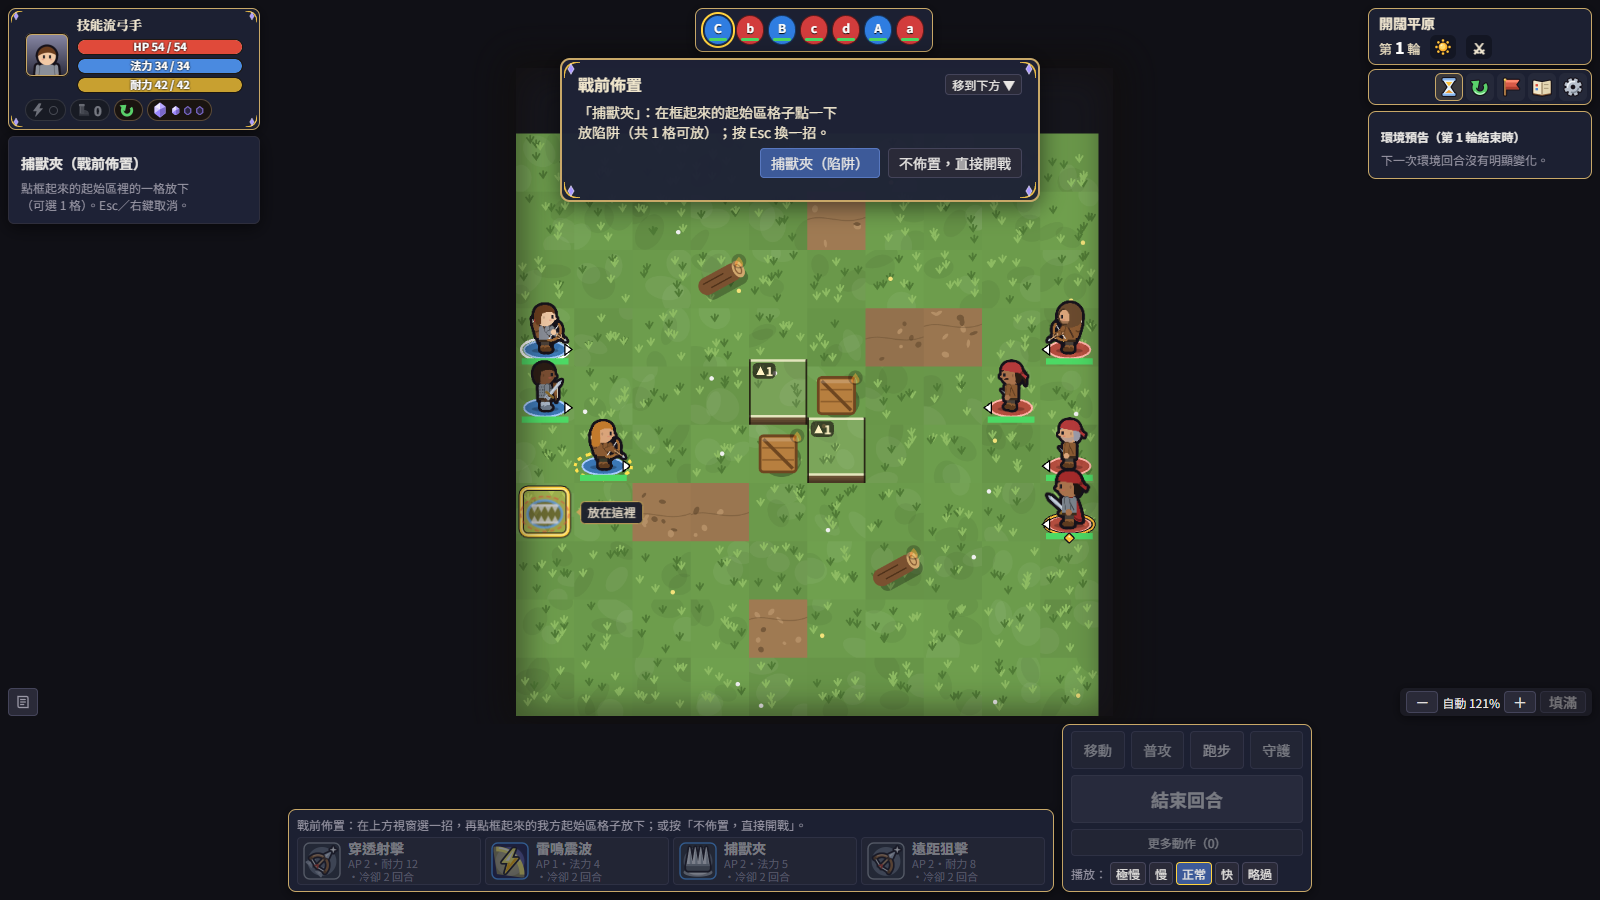 技能流弓手
HP 54 / 54
法力 34 / 34
耐力 42 / 42
0
捕獸夾（戰前佈置）
點框起來的起始區裡的一格放下
（可選 1 格）。Esc／右鍵取消。
C
b
B
c
d
A
a
戰前佈置
移到下方▼
「捕獸夾」：在框起來的起始區格子點一下
放陷阱（共 1 格可放）；按 Esc 換一招。
捕獸夾（陷阱）
不佈置，直接開戰
開闊平原
第 1 輪
環境預告（第 1 輪結束時）
下一次環境回合沒有明顯變化。
▲1
▲1
放在這裡
− 自動 121% + 填滿
戰前佈置：在上方視窗選一招，再點框起來的我方起始區格子放下；或按「不佈置，直接開戰」。
穿透射擊
AP 2・耐力 12
・冷卻 2 回合
雷鳴震波
AP 1・法力 4
・冷卻 2 回合
捕獸夾
AP 2・法力 5
・冷卻 2 回合
遠距狙擊
AP 2・耐力 8
・冷卻 2 回合
移動
普攻
跑步
守護
結束回合
更多動作（0）
播放： 極慢 慢 正常 快 略過